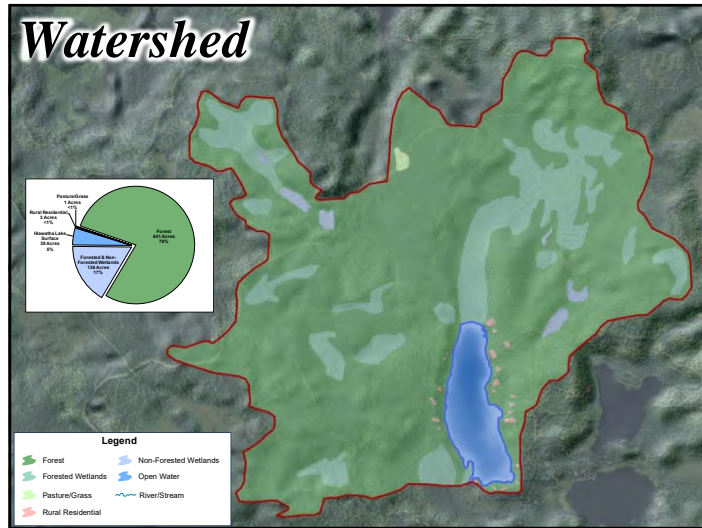 Watershed
Pasture/Grass
1 Acres
<1%
Rural Residential
3 Acres
<1%
Hiawatha Lake
Surface
Acres
5%
Forest
641 Acres
78%
Forested & Non-
Forested Wetlands
136 Acres
17%
Legend
Forest
Forested Wetlands
Pasture/Grass
Rural Residential
Non-Forested Wetlands
Open Water
River/Stream